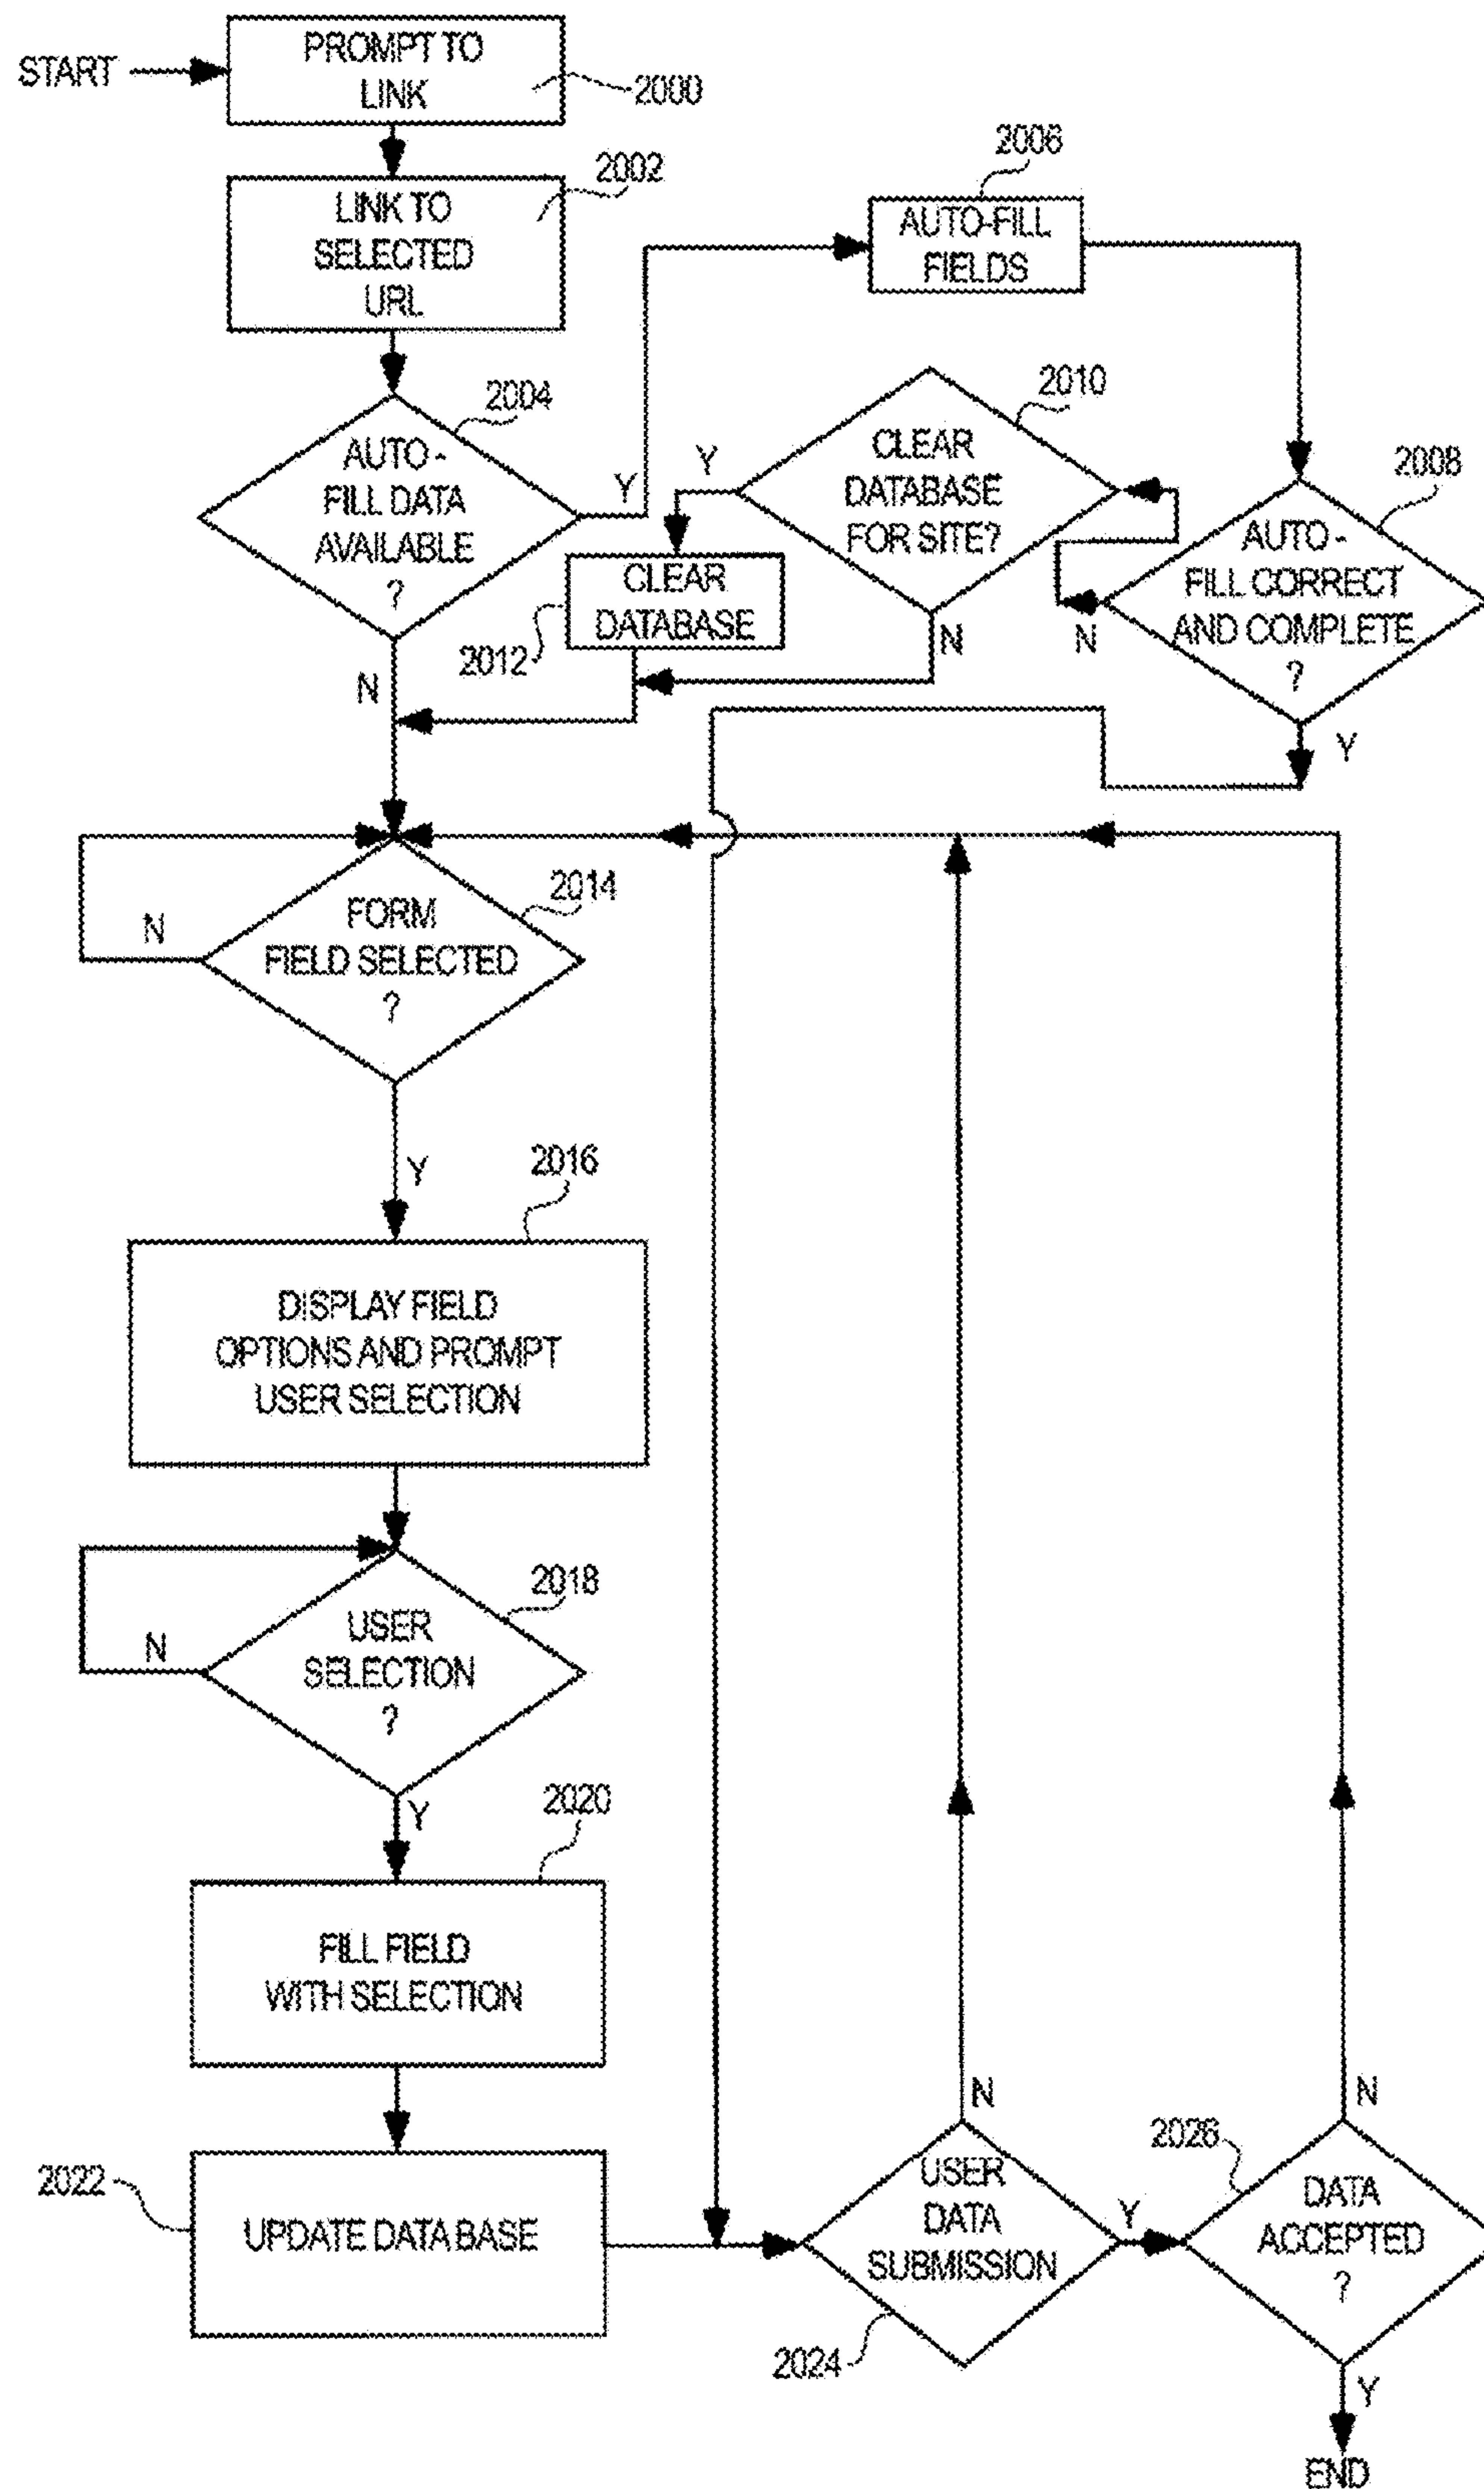 START
PROMPT TO
LINK
2000
2002
LINK TO
SELECTED
URL
2006
AUTO-FILL
FIELDS
2004
AUTO -
FILL DATA
AVAILABLE
?
Y
N
2010
CLEAR
DATABASE
FOR SITE?
Y
N
CLEAR
DATABASE
2012
2008
AUTO -
FILL CORRECT
AND COMPLETE
?
N
Y
2014
FORM
FIELD SELECTED
?
N
Y
2016
DISPLAY FIELD
OPTIONS AND PROMPT
USER SELECTION
2018
USER
SELECTION
?
N
Y
2020
FILL FIELD
WITH SELECTION
2022
UPDATE DATA BASE
N
USER
DATA
SUBMISSION
Y
2024
N
2026
DATA
ACCEPTED
?
Y
END